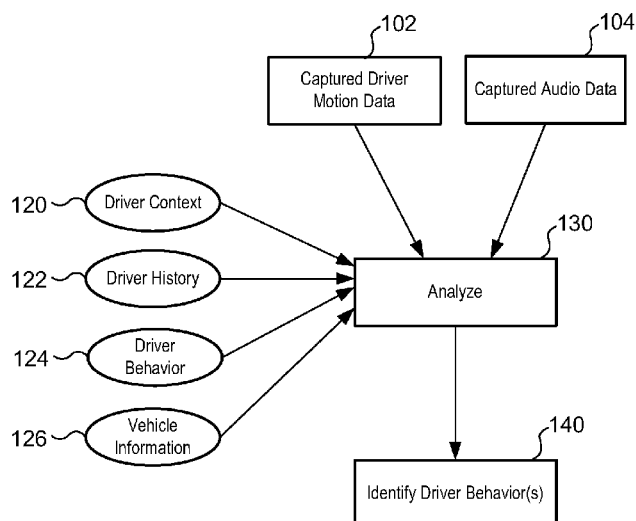 102
104
Captured Driver
Motion Data
Captured Audio Data
120
Driver Context
130
122
Driver History
Analyze
124
Driver
Behavior
126
Vehicle
Information
140
Identify Driver Behavior(s)